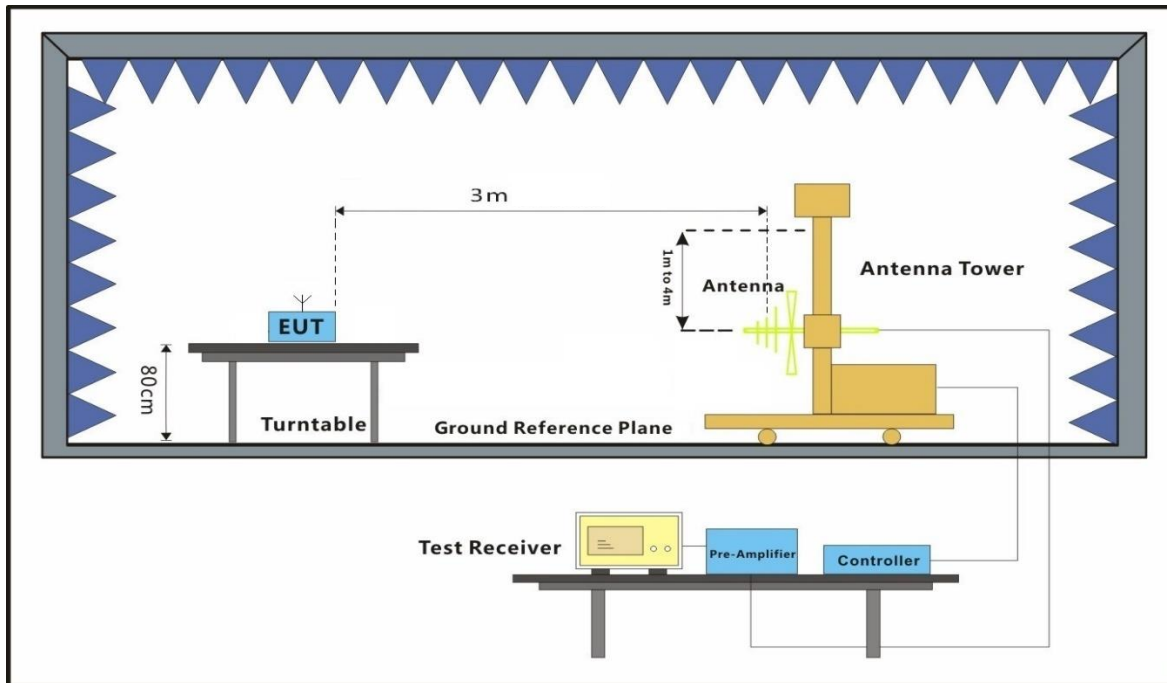 3m
1m to 4m
Antenna
Antenna Tower
EUT
80cm
Turntable
Ground Reference Plane
Test Receiver
Pre-Amplifier
Controller